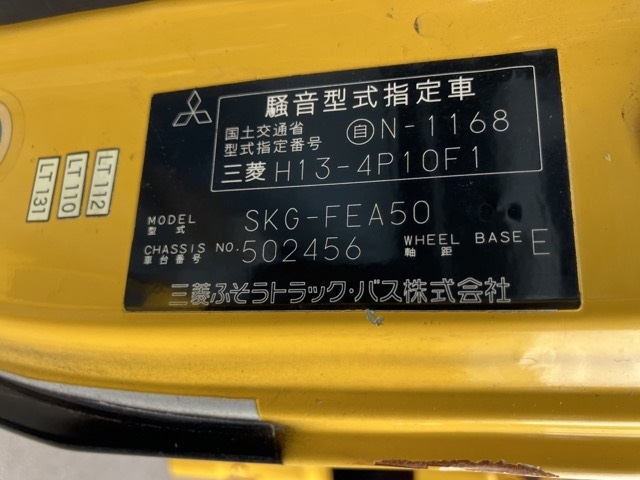 騒音型式指定車
国土交通省
型式指定番号
自N-1168
三菱 H13-4P10F1
MODEL SKG-FEA50
型式
CHASSIS NO. 502456 WHEEL BASE E
車台番号 軸距
三菱ふそうトラック・バス株式会社
LT112
LT110
LT131